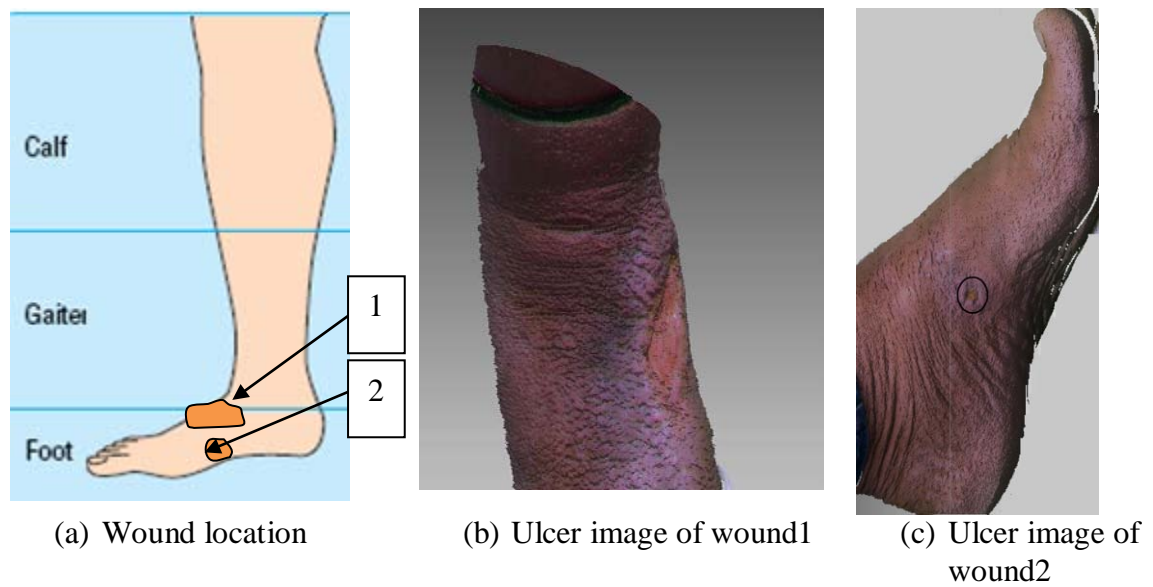 Calf
Gaiter
Foot
1
2
(a) Wound location
(b) Ulcer image of wound1
(c) Ulcer image of
wound2